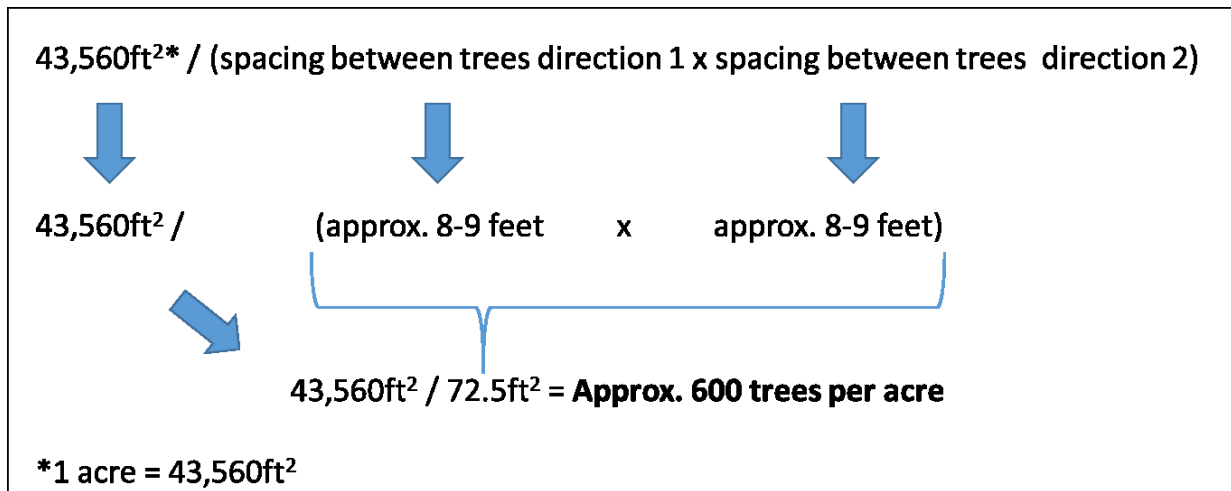 43,560ft²* / (spacing between trees direction 1 x spacing between trees direction 2)
43,560ft² / (approx. 8-9 feet x approx. 8-9 feet)
43,560ft² / 72.5ft² = Approx. 600 trees per acre
*1 acre = 43,560ft²